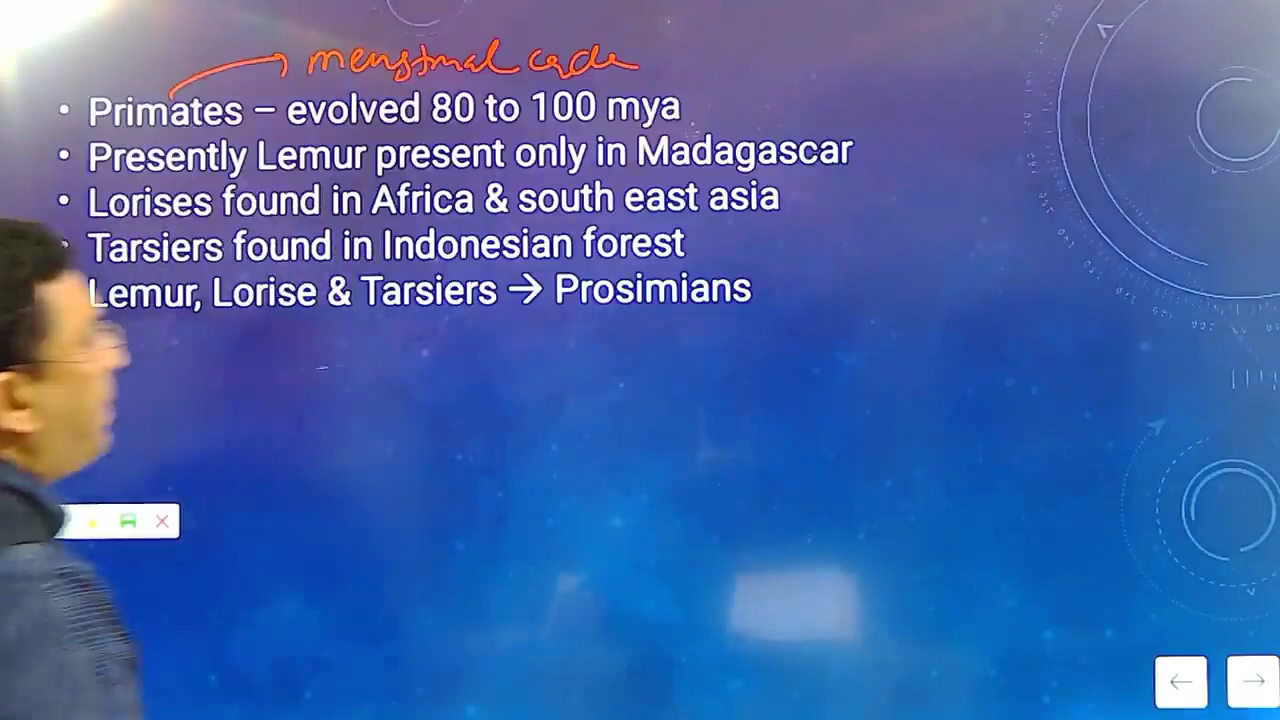 menstrual cycle
• Primates – evolved 80 to 100 mya
• Presently Lemur present only in Madagascar
• Lorises found in Africa & south east asia
• Tarsiers found in Indonesian forest
Lemur, Lorise & Tarsiers → Prosimians